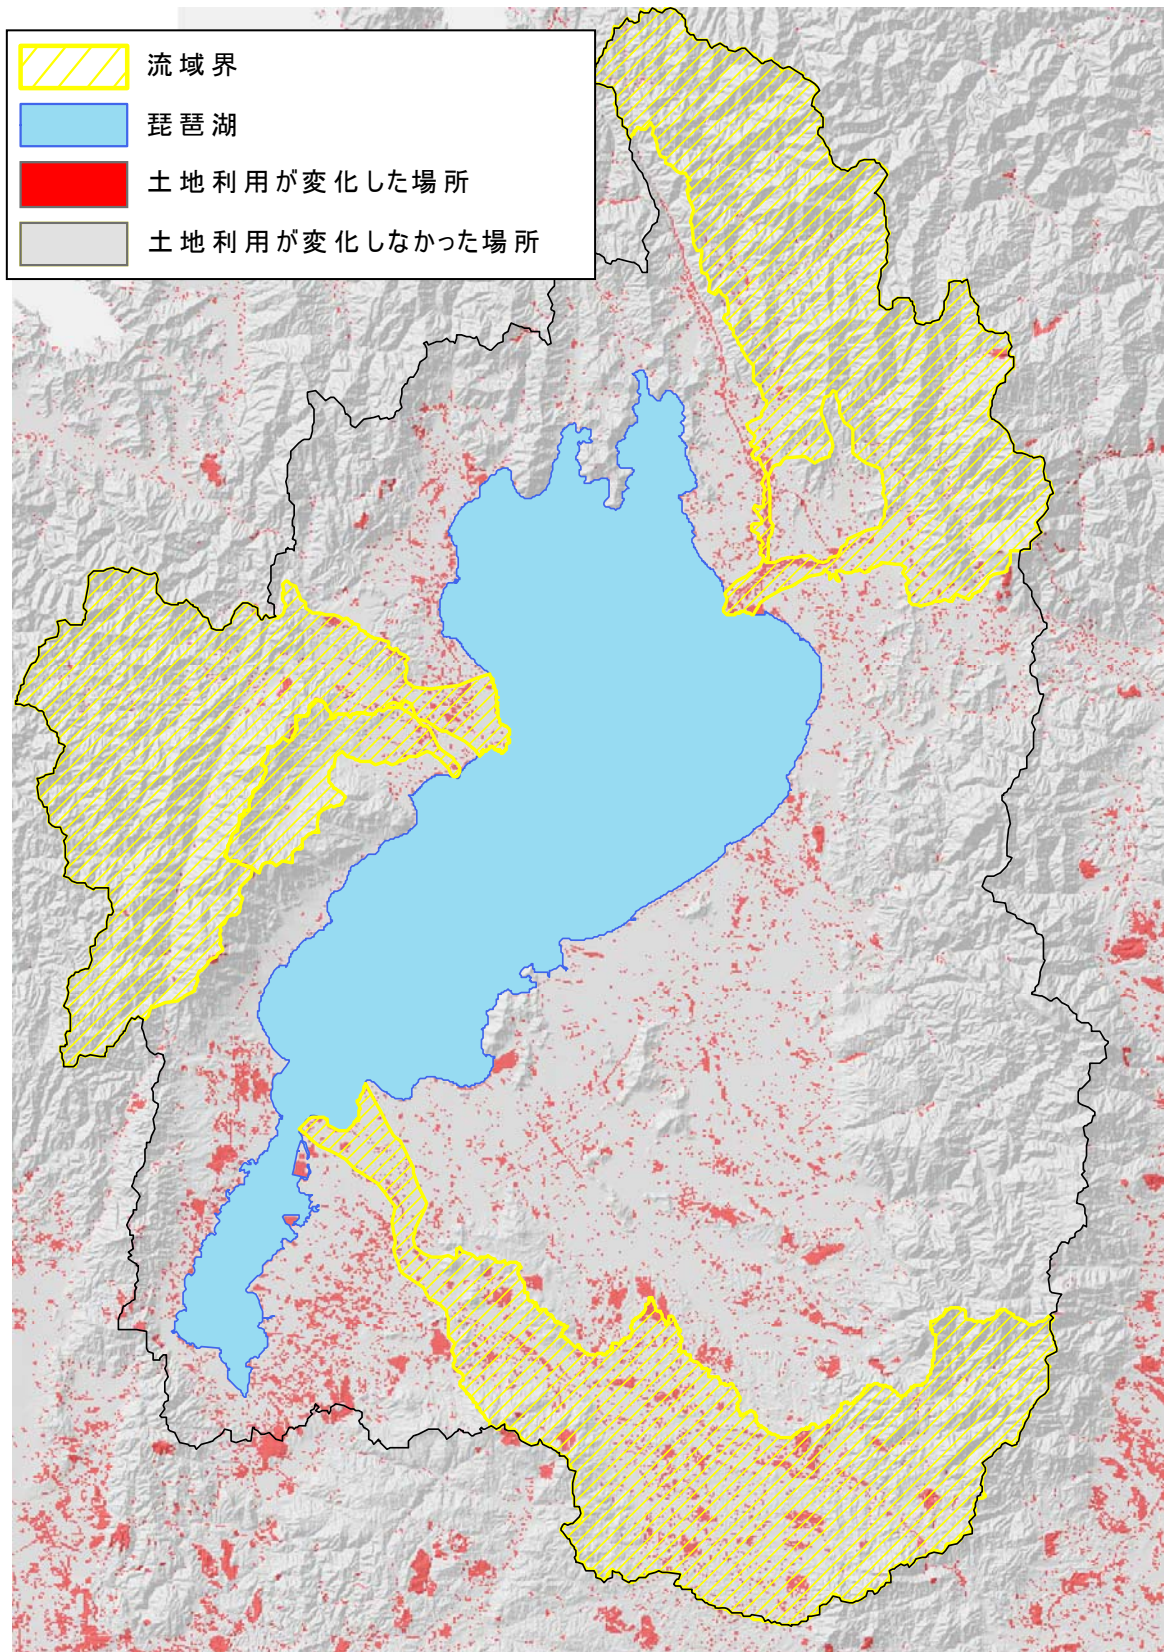 流域界
琵琶湖
土地利用が変化した場所
土地利用が変化しなかった場所